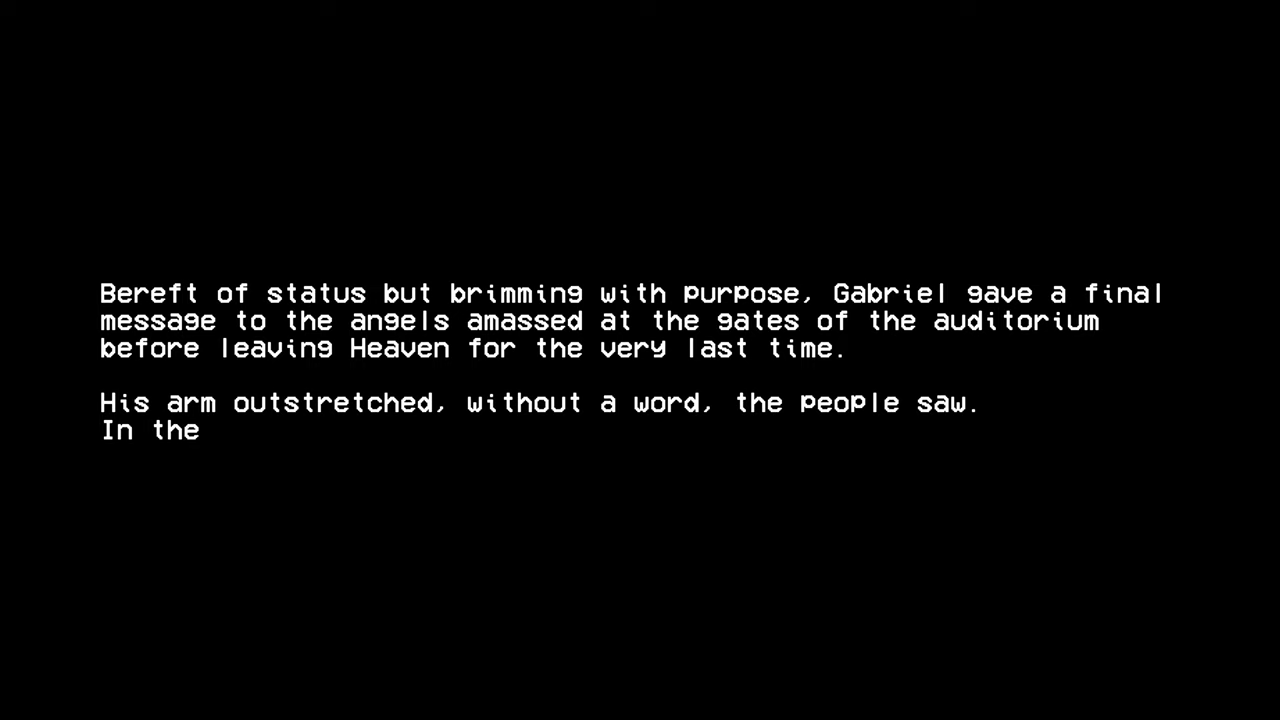 Bereft of status but brimming with purpose, Gabriel gave a final
message to the angels amassed at the gates of the auditorium
before leaving Heaven for the very last time.
His arm outstretched, without a word, the people saw.
In the